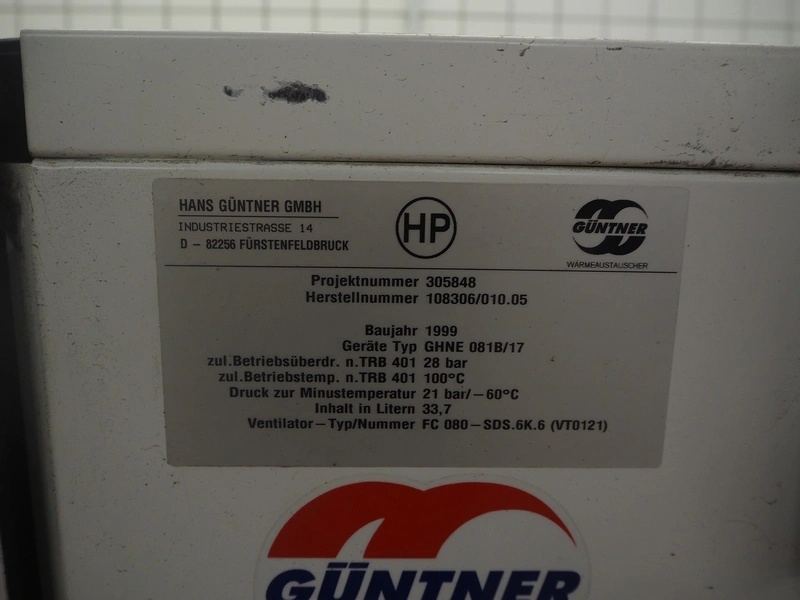 HANS GÜNTNER GMBH
INDUSTRIESTRASSE 14
D - 82256 FÜRSTENFELDBRUCK
HP
GÜNTNER
WÄRMEAUSTAUSCHER
Projektnummer 305848
Herstellnummer 108306/010.05
Baujahr 1999
Geräte Typ GHNE 081B/17
zul.Betriebsüberdr. n.TRB 401 28 bar
zul.Betriebstemp. n.TRB 401 100°C
Druck zur Minustemperatur 21 bar/-60°C
Inhalt in Litern 33,7
Ventilator-Typ/Nummer FC 080-SDS.6K.6 (VT0121)
GÜNTNER